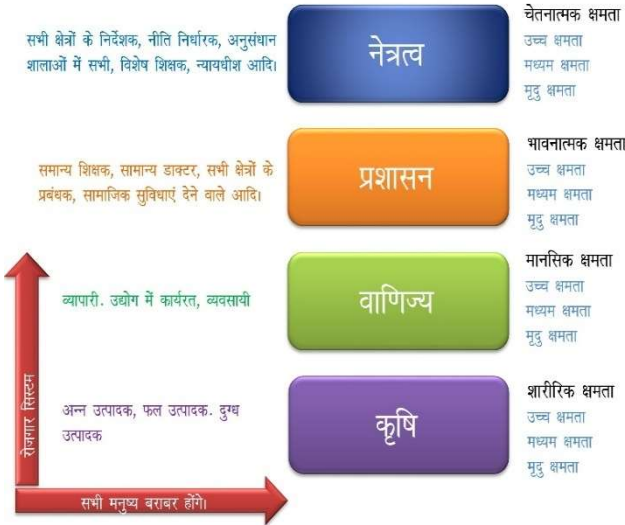 सभी क्षेत्रों के निर्देशक, नीति निर्धारक, अनुसंधान
शालाओं में सभी, विशेष शिक्षक, न्यायधीश आदि।
नेत्रत्व
चेतनात्मक क्षमता
उच्च क्षमता
मध्यम क्षमता
मृदु क्षमता
समान्य शिक्षक, सामान्य डाक्टर, सभी क्षेत्रों के
प्रबंधक, सामाजिक सुविधाएं देने वाले आदि।
प्रशासन
भावनात्मक क्षमता
उच्च क्षमता
मध्यम क्षमता
मृदु क्षमता
व्यापारी. उद्योग में कार्यरत, व्यवसायी
वाणिज्य
मानसिक क्षमता
उच्च क्षमता
मध्यम क्षमता
मृदु क्षमता
अन्न उत्पादक, फल उत्पादक. दुग्ध
उत्पादक
कृषि
शारीरिक क्षमता
उच्च क्षमता
मध्यम क्षमता
मृदु क्षमता
रोजगार सिस्टम
सभी मनुष्य बराबर होंगे।